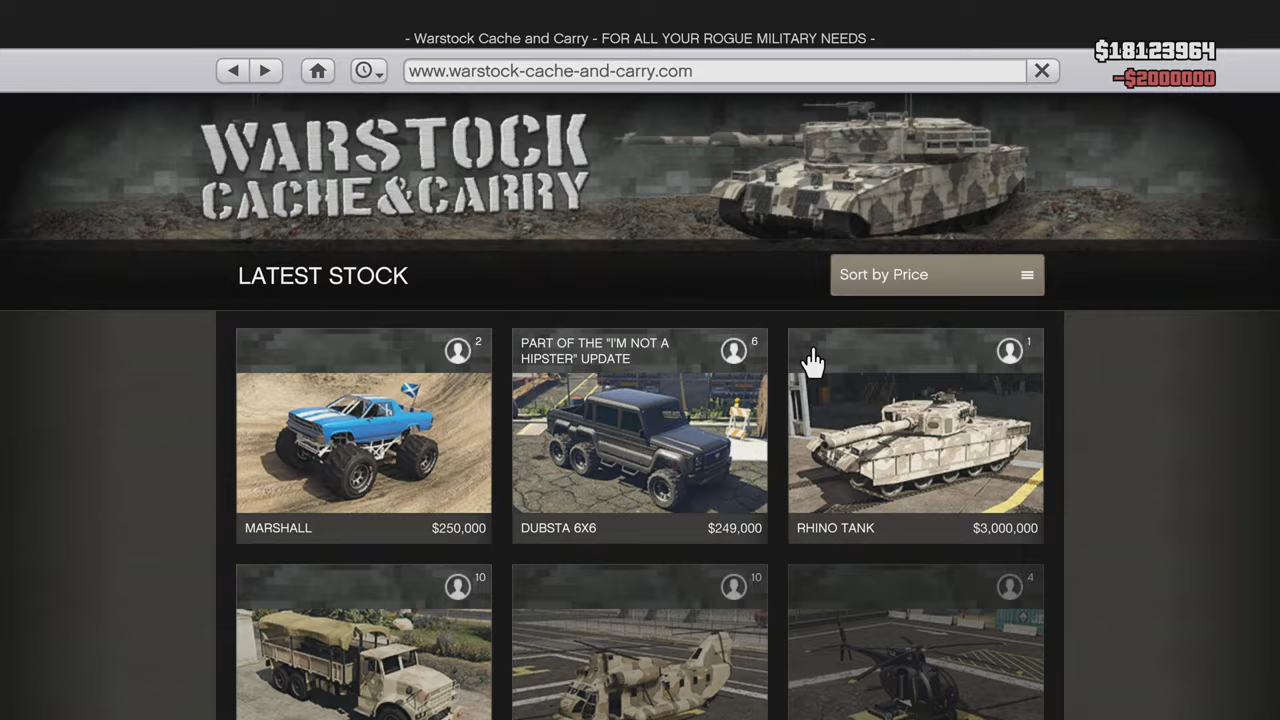 - Warstock Cache and Carry - FOR ALL YOUR ROGUE MILITARY NEEDS -
$18123964
-$2000000
www.warstock-cache-and-carry.com
WARSTOCK
CACHE&CARRY
LATEST STOCK
Sort by Price
2
PART OF THE "I'M NOT A
HIPSTER" UPDATE
6
1
MARSHALL $250,000
DUBSTA 6X6 $249,000
RHINO TANK $3,000,000
10
10
4